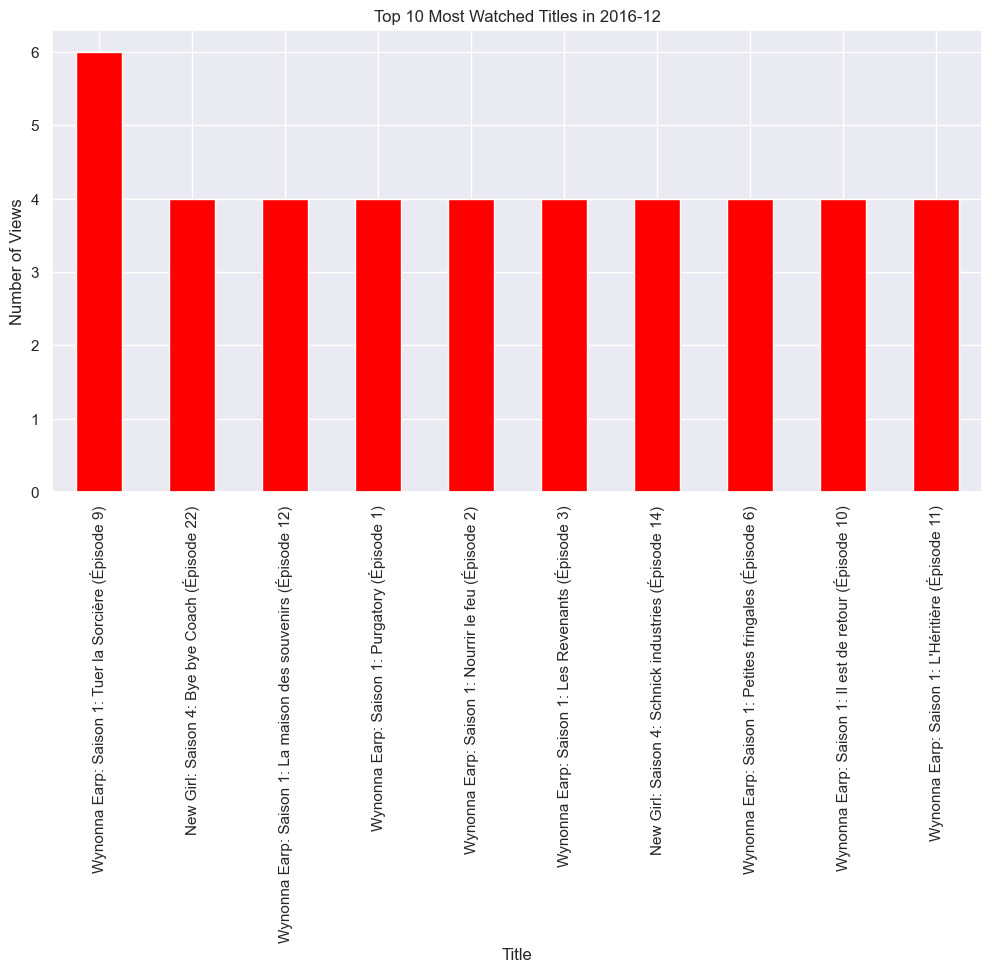 Top 10 Most Watched Titles in 2016-12
Number of Views
6
5
4
3
2
1
0
Wynonna Earp: Saison 1: Tuer la Sorcière (Épisode 9)
New Girl: Saison 4: Bye bye Coach (Épisode 22)
Wynonna Earp: Saison 1: La maison des souvenirs (Épisode 12)
Wynonna Earp: Saison 1: Purgatory (Épisode 1)
Wynonna Earp: Saison 1: Nourrir le feu (Épisode 2)
Wynonna Earp: Saison 1: Les Revenants (Épisode 3)
New Girl: Saison 4: Schnick industries (Épisode 14)
Wynonna Earp: Saison 1: Petites fringales (Épisode 6)
Wynonna Earp: Saison 1: Il est de retour (Épisode 10)
Wynonna Earp: Saison 1: L'Héritière (Épisode 11)
Title